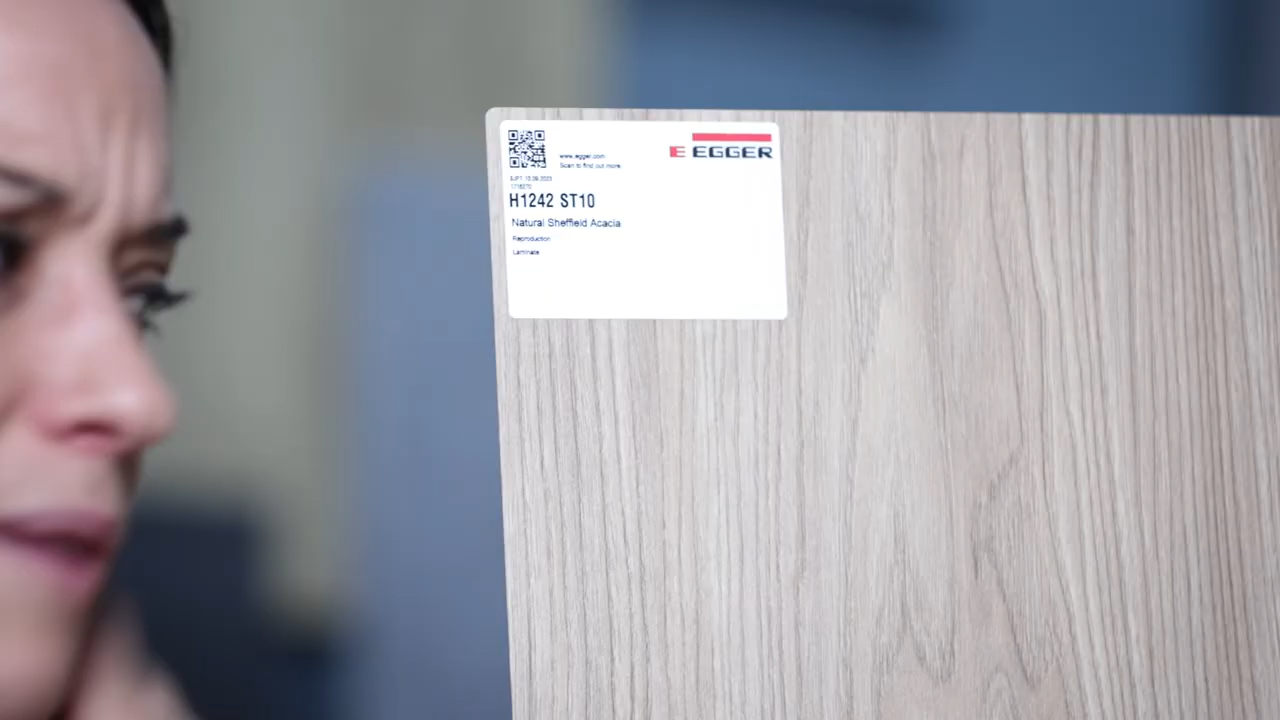 www.egger.com
Scan to find out more.
EGGER
H1242 ST10
Natural Sheffield Acacia
Reproduction
Laminate